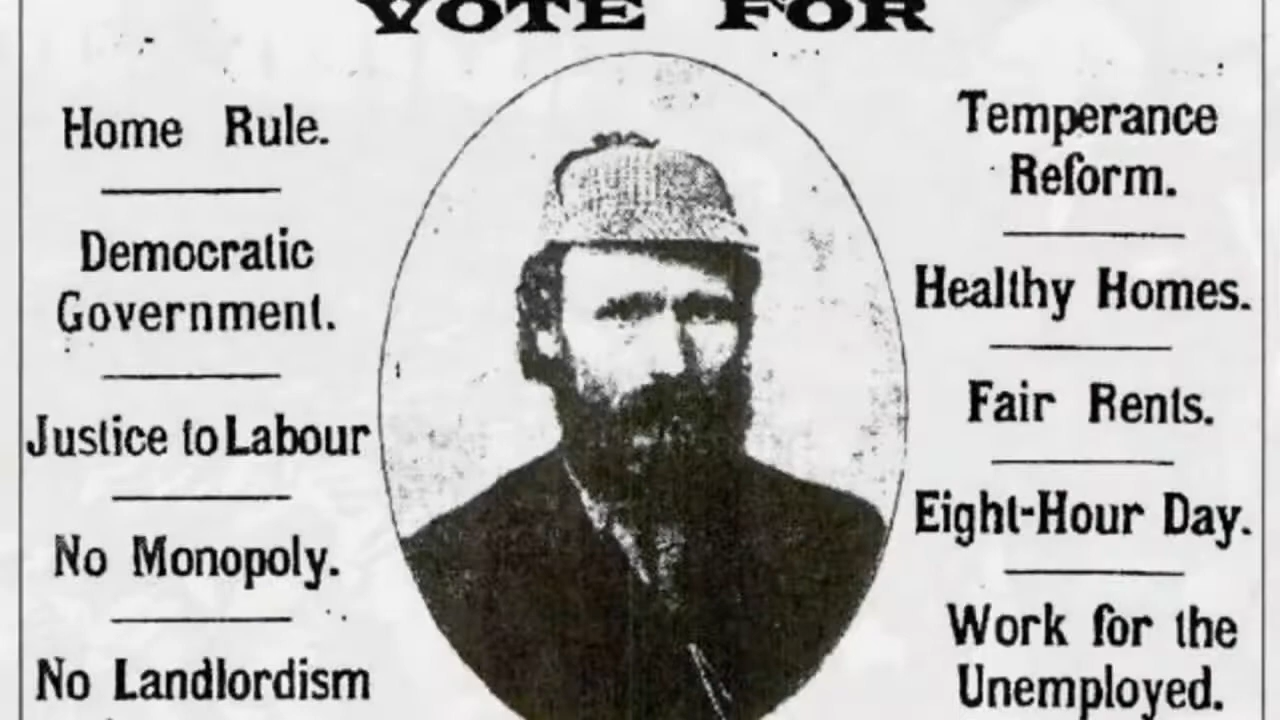 VOTE FOR
Home Rule.
Democratic
Government.
Justice to Labour
No Monopoly.
No Landlordism
Temperance
Reform.
Healthy Homes.
Fair Rents.
Eight-Hour Day.
Work for the
Unemployed.